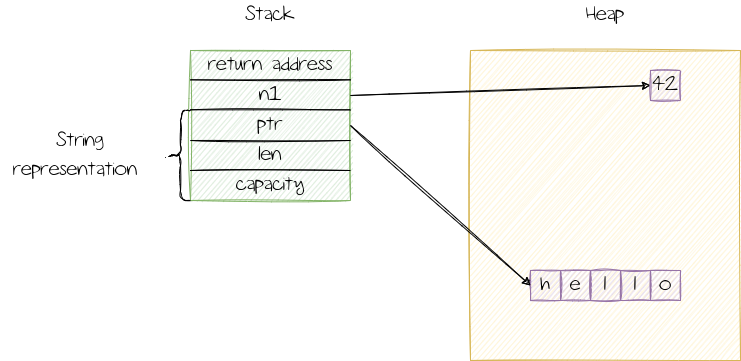 Stack
Heap
return address
n1
42
ptr
String
representation
len
capacity
h e l l o